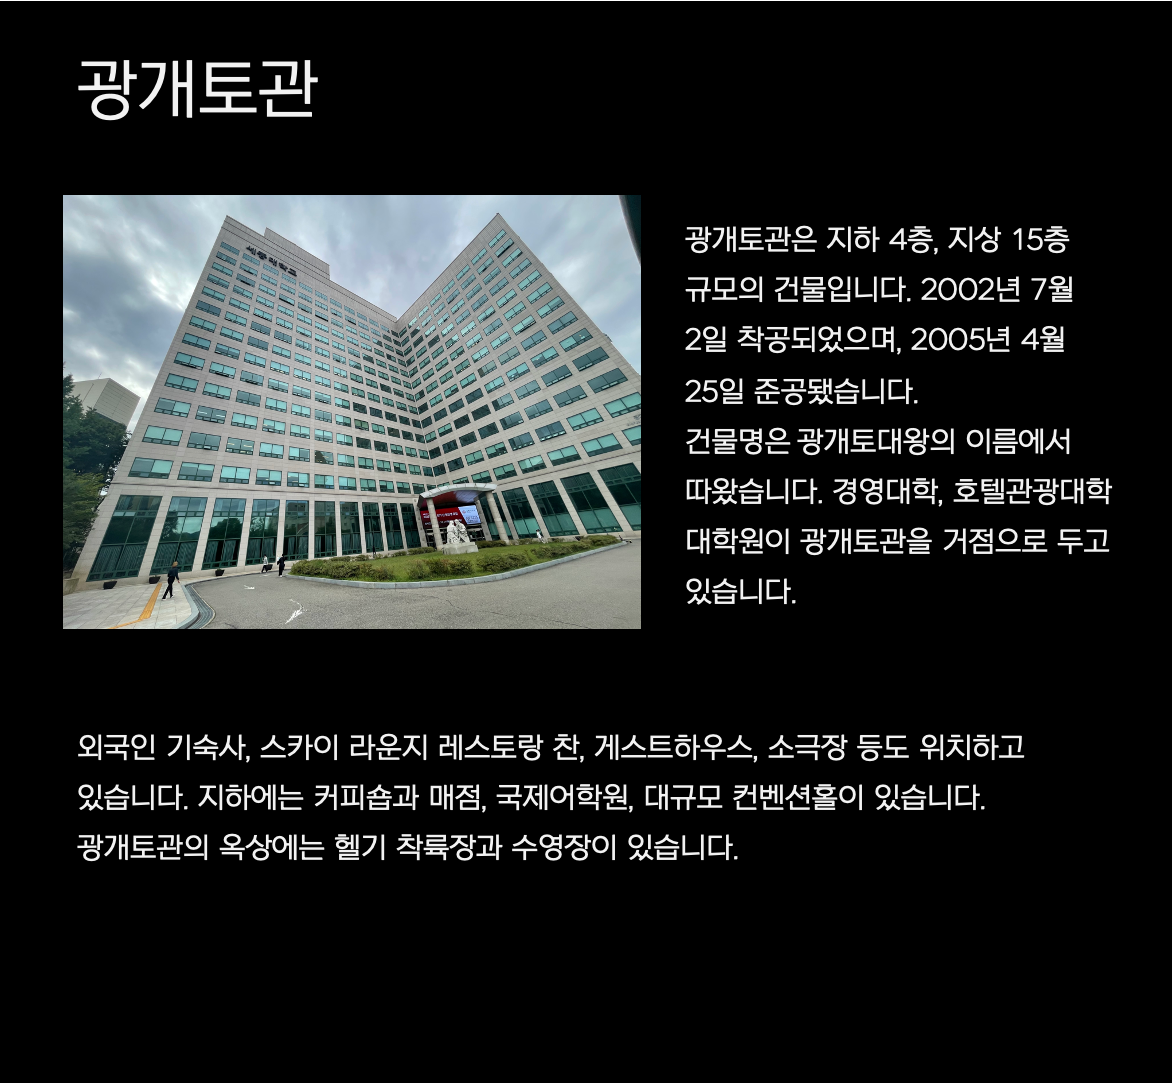 광개토관
세종대학교
광개토관은 지하 4층, 지상 15층
규모의 건물입니다. 2002년 7월
2일 착공되었으며, 2005년 4월
25일 준공됐습니다.
건물명은 광개토대왕의 이름에서
따왔습니다. 경영대학, 호텔관광대학
대학원이 광개토관을 거점으로 두고
있습니다.
외국인 기숙사, 스카이 라운지 레스토랑 찬, 게스트하우스, 소극장 등도 위치하고
있습니다. 지하에는 커피숍과 매점, 국제어학원, 대규모 컨벤션홀이 있습니다.
광개토관의 옥상에는 헬기 착륙장과 수영장이 있습니다.